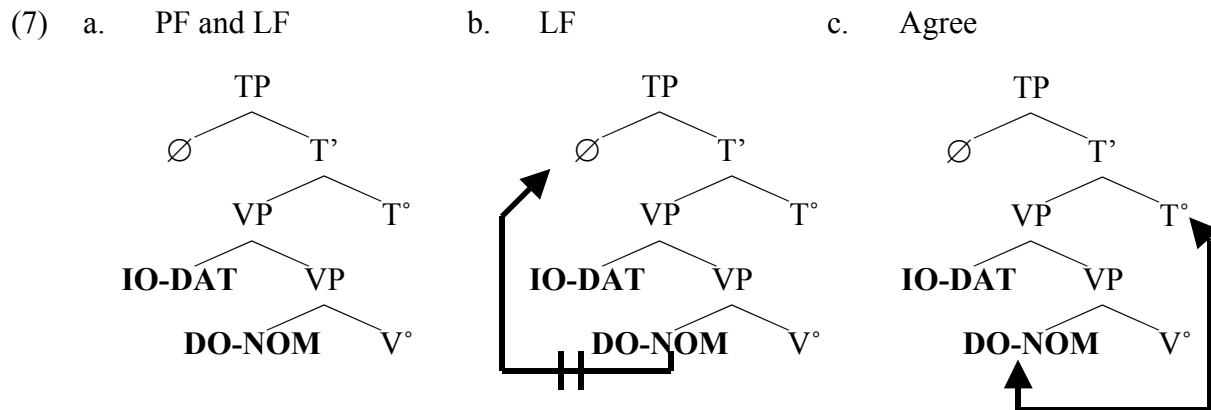 (7) a. PF and LF b. LF c. Agree
TP TP TP
∅ T’ ∅ T’ ∅ T’
VP T° VP T° VP T°
IO-DAT VP IO-DAT VP IO-DAT VP
DO-NOM V° DO-NOM V° DO-NOM V°